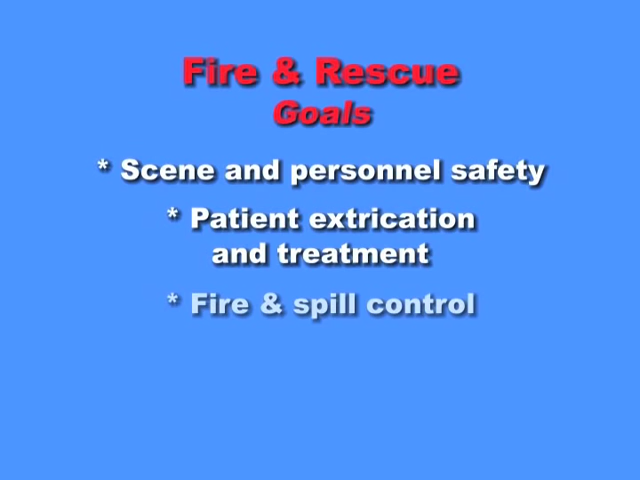 Fire & Rescue
Goals
* Scene and personnel safety
* Patient extrication
and treatment
* Fire & spill control